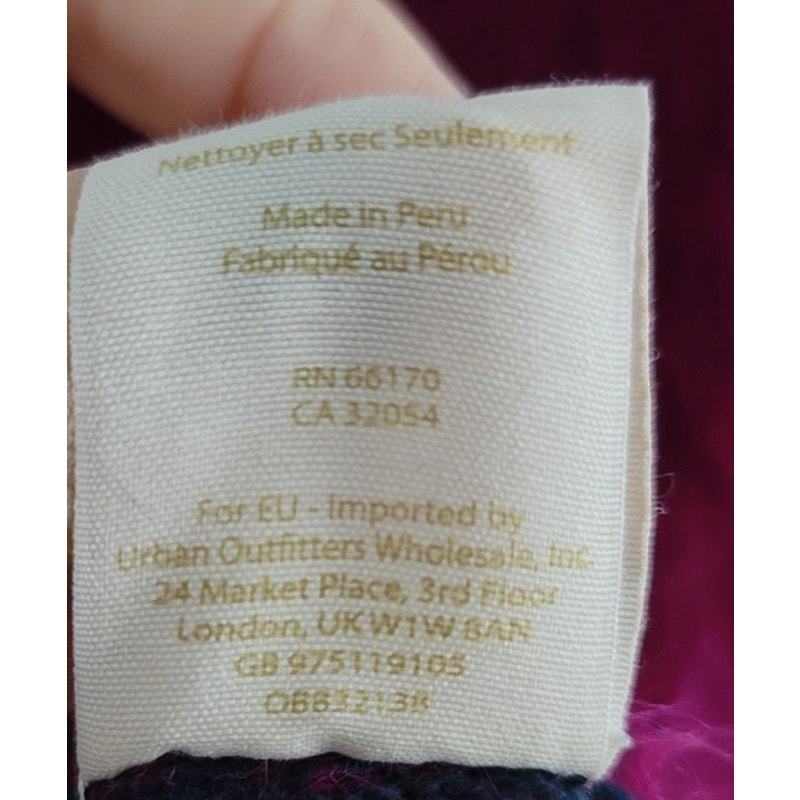 Nettoyer à sec Seulement
Made in Peru
Fabriqué au Pérou
RN 66170
CA 32054
For EU - Imported by
Urban Outfitters Wholesale, Inc.
24 Market Place, 3rd Floor
London, UK W1W 8AN
GB 975119105
OB832138